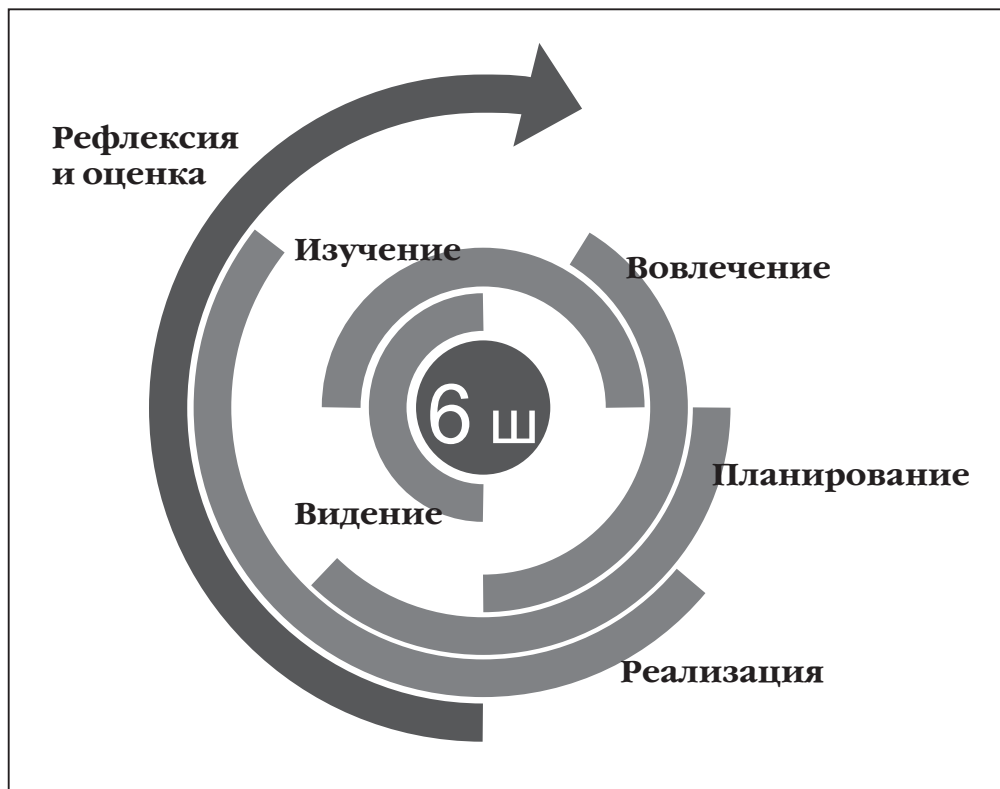 Рефлексия
и оценка
Изучение
Вовлечение
6 ш
Планирование
Видение
Реализация